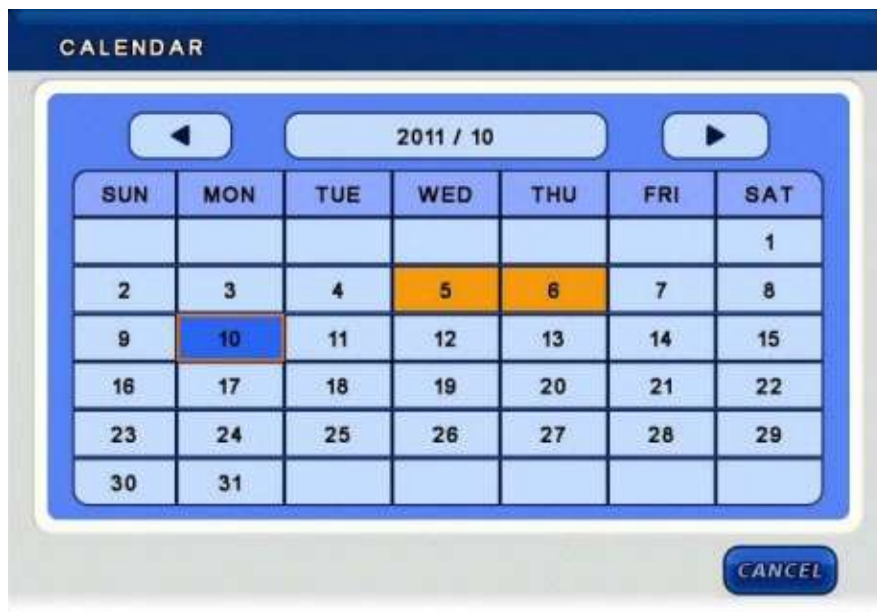 CALENDAR
◀ 2011 / 10 ▶
SUN MON TUE WED THU FRI SAT
1
2 3 4 5 6 7 8
9 10 11 12 13 14 15
16 17 18 19 20 21 22
23 24 25 26 27 28 29
30 31
CANCEL